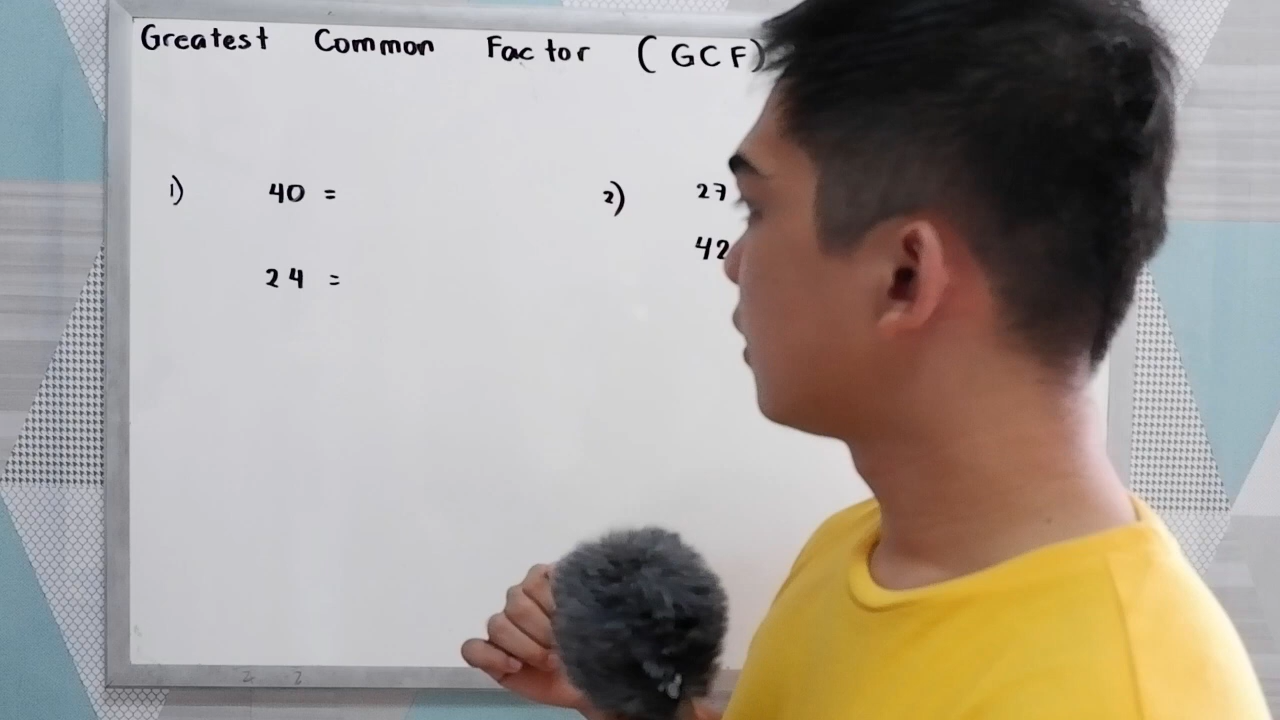 Greatest Common Factor (GCF)
1) 40 =
24 =
2) 27
42